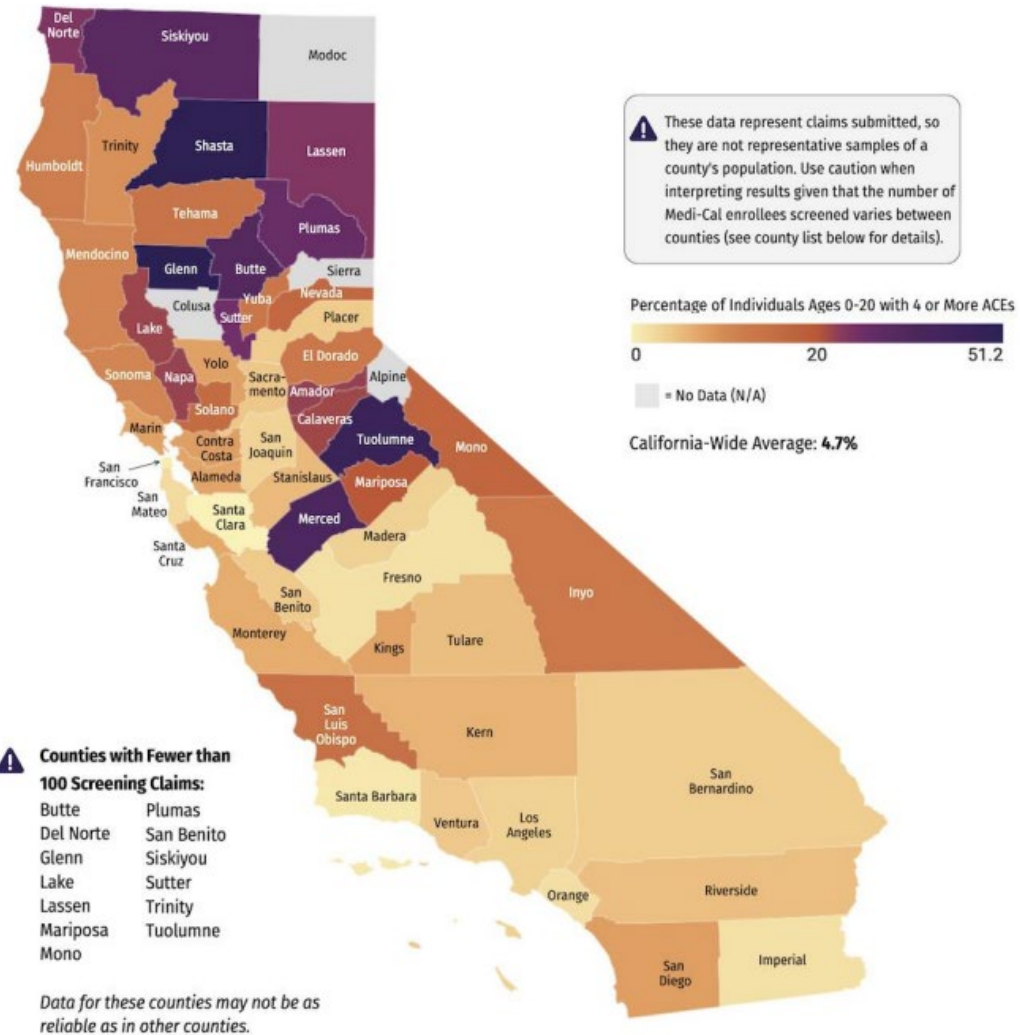 Del
Norte
Siskiyou
Modoc
Humboldt
Trinity
Shasta
Lassen
Tehama
Plumas
Mendocino
Glenn
Butte
Sierra
Colusa
Yuba
Nevada
Sutter
Placer
Lake
El Dorado
Yolo
Sonoma
Napa
Sacra-
mento
Amador
Alpine
Solano
Calaveras
Marin
Contra
Costa
San
Joaquin
Tuolumne
Mono
San
Francisco
Alameda
Stanislaus
Mariposa
San
Mateo
Santa
Clara
Merced
Madera
Santa
Cruz
Fresno
San
Benito
Inyo
Monterey
Kings
Tulare
San
Luis
Obispo
Kern
San
Bernardino
Santa Barbara
Ventura
Los
Angeles
Orange
Riverside
San
Diego
Imperial
These data represent claims submitted, so
they are not representative samples of a
county's population. Use caution when
interpreting results given that the number of
Medi-Cal enrollees screened varies between
counties (see county list below for details).
Percentage of Individuals Ages 0-20 with 4 or More ACEs
0 20 51.2
= No Data (N/A)
California-Wide Average: 4.7%
Counties with Fewer than
100 Screening Claims:
Butte Plumas
Del Norte San Benito
Glenn Siskiyou
Lake Sutter
Lassen Trinity
Mariposa Tuolumne
Mono
Data for these counties may not be as
reliable as in other counties.